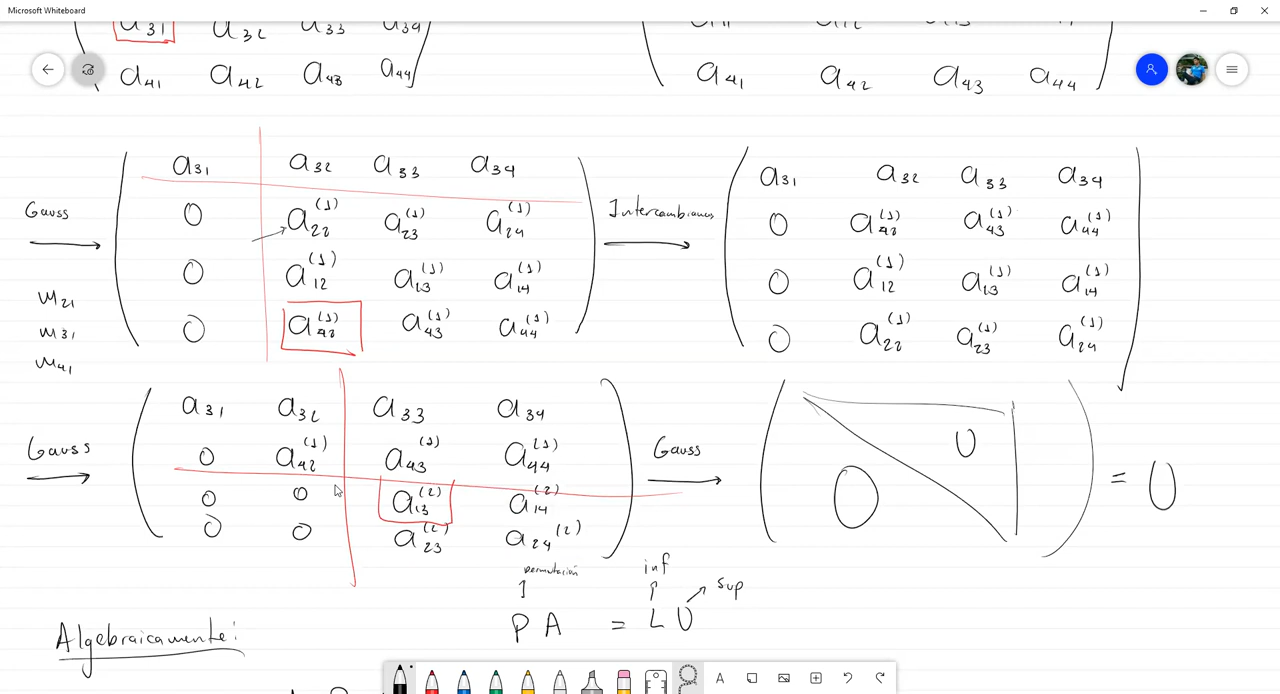 Microsoft Whiteboard
a31 a32 a33 a34
a41 a42 a43 a44
a41 a42 a43 a44
Gauss
m21
m31
m41
a31 a32 a33 a34
0 a22^(1) a23^(1) a24^(1)
0 a12^(1) a13^(1) a14^(1)
0 a42^(1) a43^(1) a44^(1)
Intercambiamos
a31 a32 a33 a34
0 a42^(1) a43^(1) a44^(1)
0 a12^(1) a13^(1) a14^(1)
0 a22^(1) a23^(1) a24^(1)
Gauss
a31 a32 a33 a34
0 a42^(1) a43^(1) a44^(1)
0 0 a13^(2) a14^(2)
0 0 a23^(2) a24^(2)
Gauss
U
0
= U
permutación inf sup
P A = L U
Algebraicamente:
A